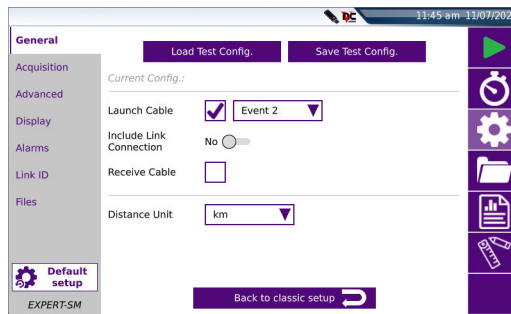 11:45 am 11/07/202
General
Load Test Config.
Save Test Config.
Acquisition
Current Config.:
Advanced
Launch Cable
Event 2
Display
Include Link
Connection
No
Alarms
Link ID
Receive Cable
Files
Distance Unit
km
Default
setup
Back to classic setup
EXPERT-SM